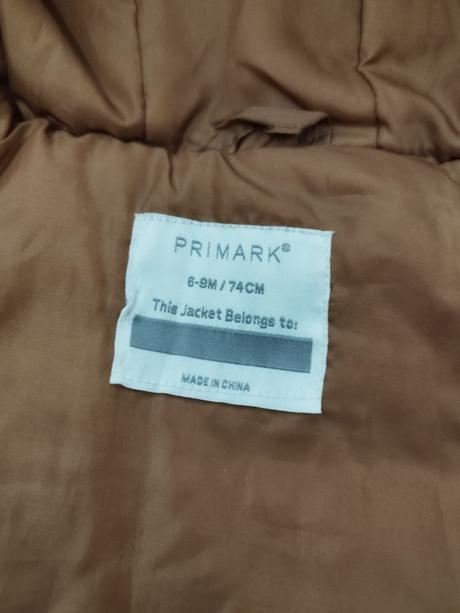 PRIMARK®
6-9M / 74CM
This Jacket Belongs to:
MADE IN CHINA